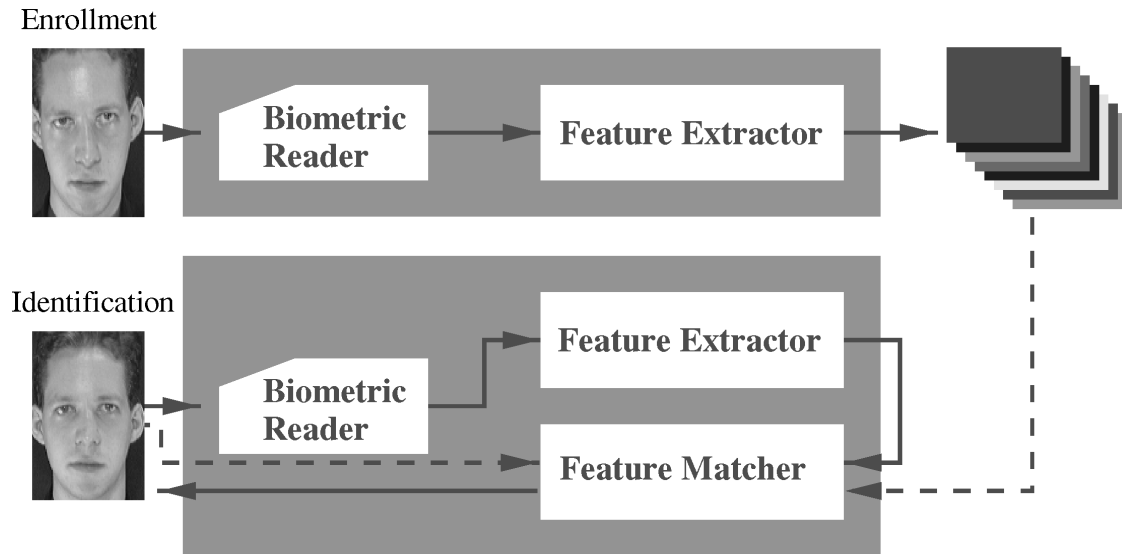 Enrollment
Biometric
Reader
Feature Extractor
Identification
Feature Extractor
Biometric
Reader
Feature Matcher